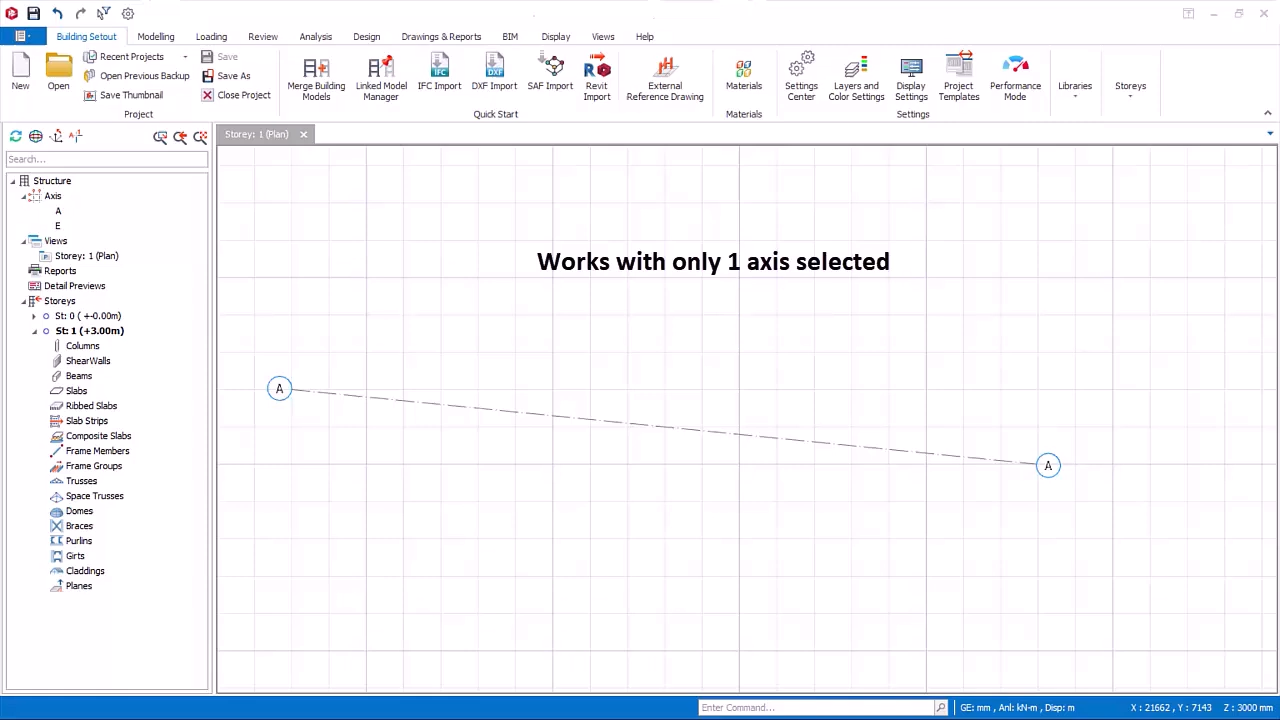 Building Setout
Modelling
Loading
Review
Analysis
Design
Drawings & Reports
BIM
Display
Views
Help
New
Open
Recent Projects
Open Previous Backup
Save Thumbnail
Save
Save As
Close Project
Project
Merge Building
Models
Linked Model
Manager
IFC
IFC Import
DXF
DXF Import
SAF Import
Revit
Import
External
Reference Drawing
Quick Start
Materials
Materials
Settings
Center
Layers and
Color Settings
Display
Settings
Project
Templates
Performance
Mode
Settings
Libraries
Storeys
Search...
Structure
Axis
A
E
Views
Storey: 1 (Plan)
Reports
Detail Previews
Storeys
St: 0 ( +-0.00m)
St: 1 (+3.00m)
Columns
ShearWalls
Beams
Slabs
Ribbed Slabs
Slab Strips
Composite Slabs
Frame Members
Frame Groups
Trusses
Space Trusses
Domes
Braces
Purlins
Girts
Claddings
Planes
Storey: 1 (Plan)
Works with only 1 axis selected
A
A
Enter Command...
GE: mm , Anl: kN-m , Disp: m
X : 21662 , Y : 7143
Z : 3000 mm